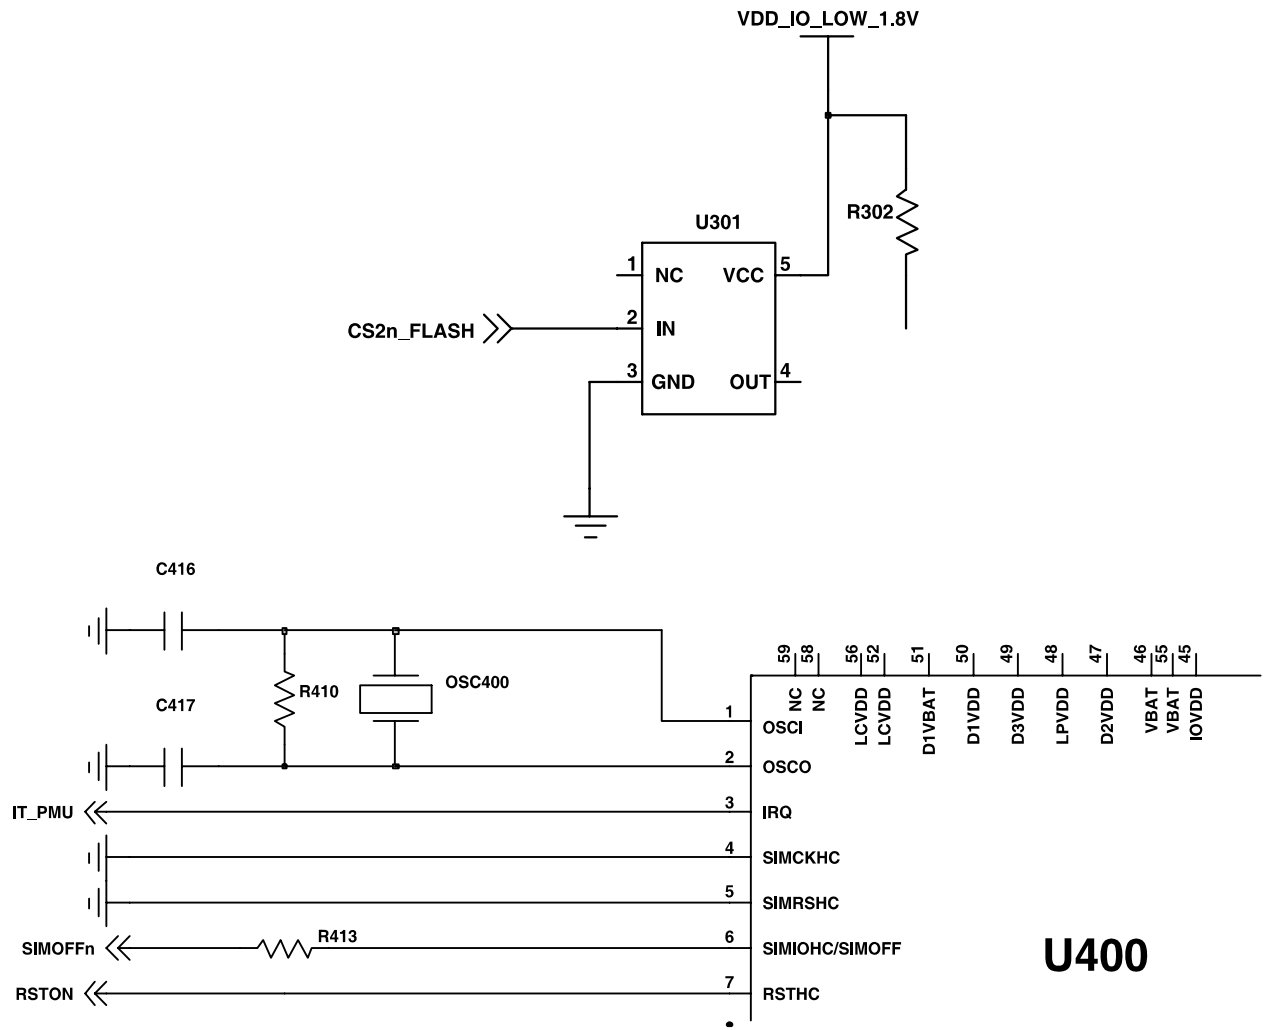 VDD_IO_LOW_1.8V
R302
U301
1 NC VCC 5
CS2n_FLASH 2 IN
3 GND OUT 4
C416
59 58 56 52 51 50 49 48 47 46 55 45
NC NC LCVDD LCVDD D1VBAT D1VDD D3VDD LPVDD D2VDD VBAT VBAT IOVDD
R410 OSC400
C417
1 OSCI
2 OSCO
IT_PMU 3 IRQ
4 SIMCKHC
5 SIMRSHC
SIMOFFn R413 6 SIMIOHC/SIMOFF
U400
RSTON 7 RSTHC